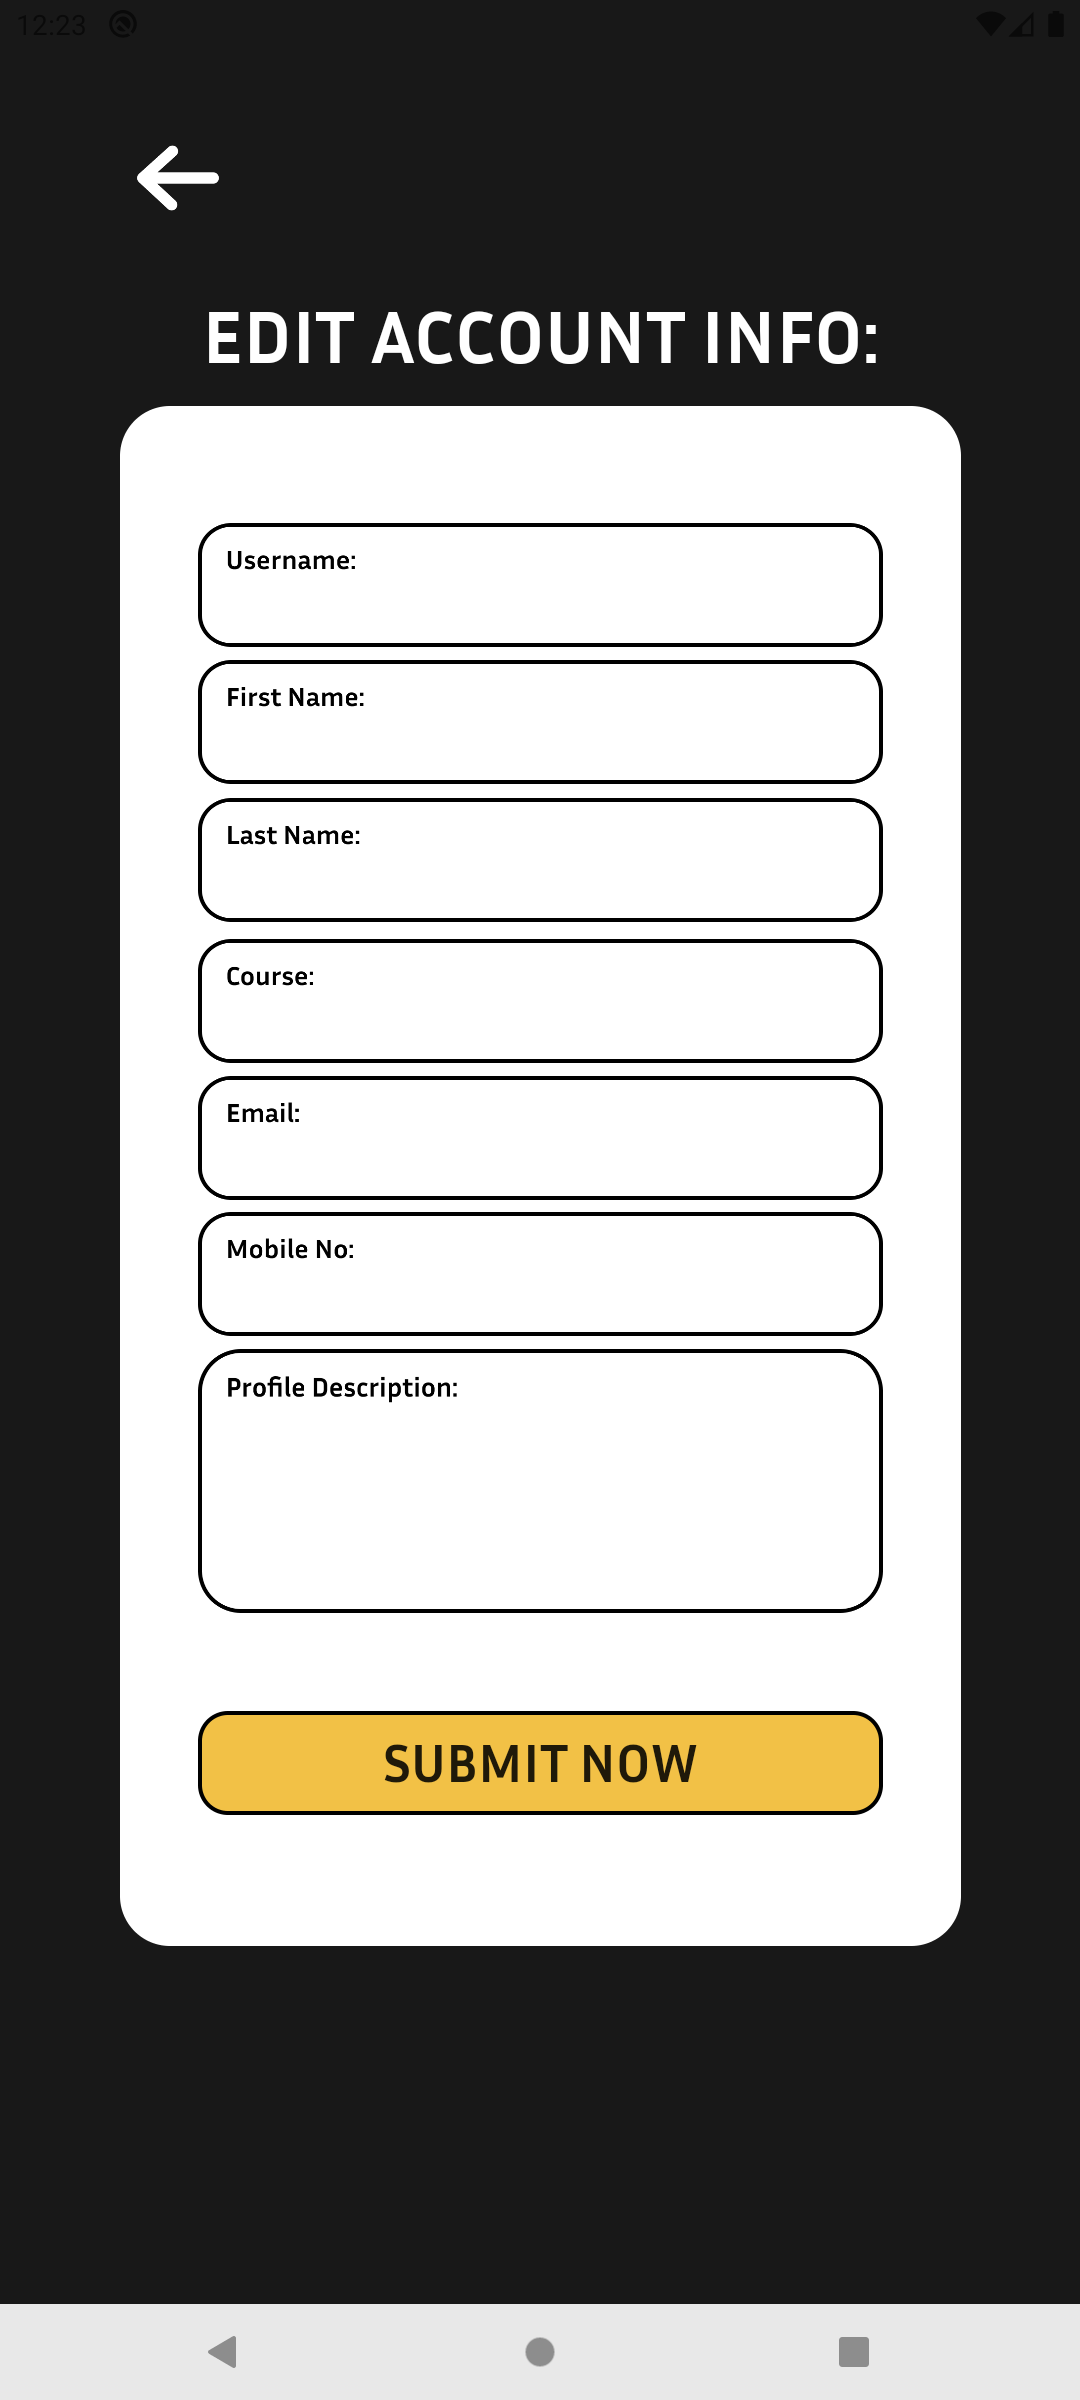 12:23
EDIT ACCOUNT INFO:
Username:
First Name:
Last Name:
Course:
Email:
Mobile No:
Profile Description:
SUBMIT NOW